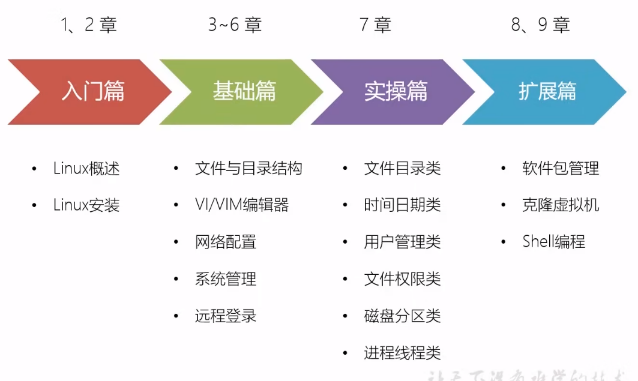 1、2 章
3~6 章
7 章
8、9 章
入门篇
基础篇
实操篇
扩展篇
• Linux概述
• Linux安装
• 文件与目录结构
• VI/VIM编辑器
• 网络配置
• 系统管理
• 远程登录
• 文件目录类
• 时间日期类
• 用户管理类
• 文件权限类
• 磁盘分区类
• 进程线程类
• 软件包管理
• 克隆虚拟机
• Shell编程